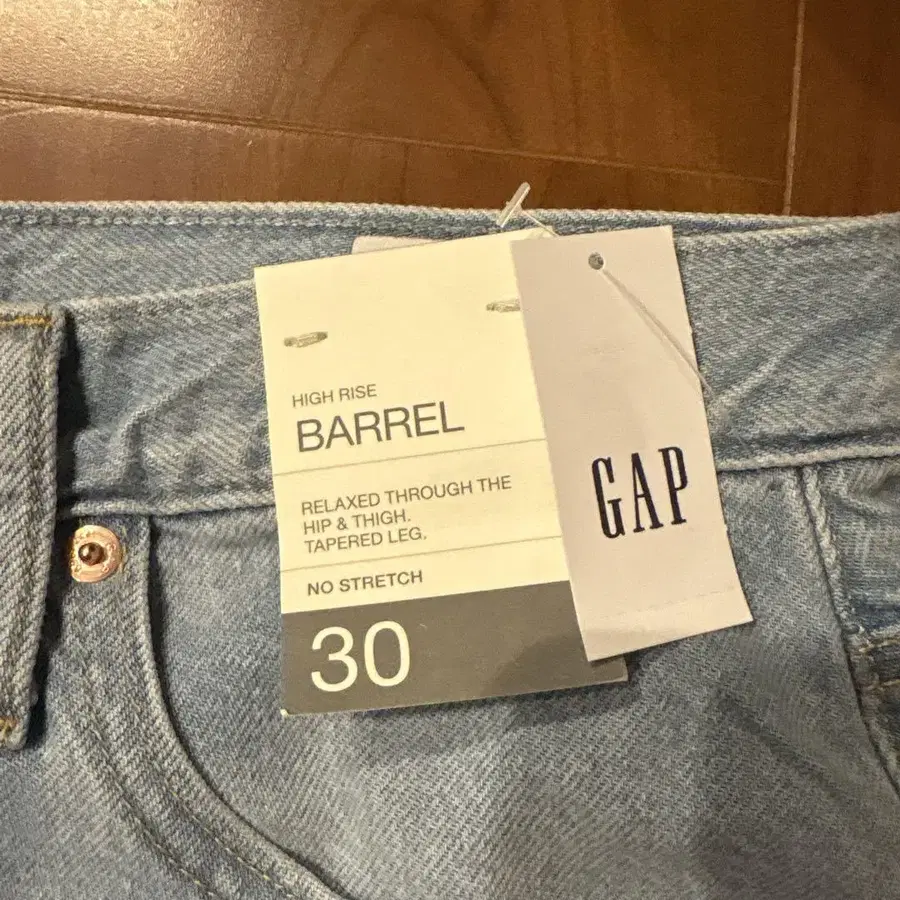 HIGH RISE
BARREL
RELAXED THROUGH THE
HIP & THIGH.
TAPERED LEG.
NO STRETCH
30
GAP